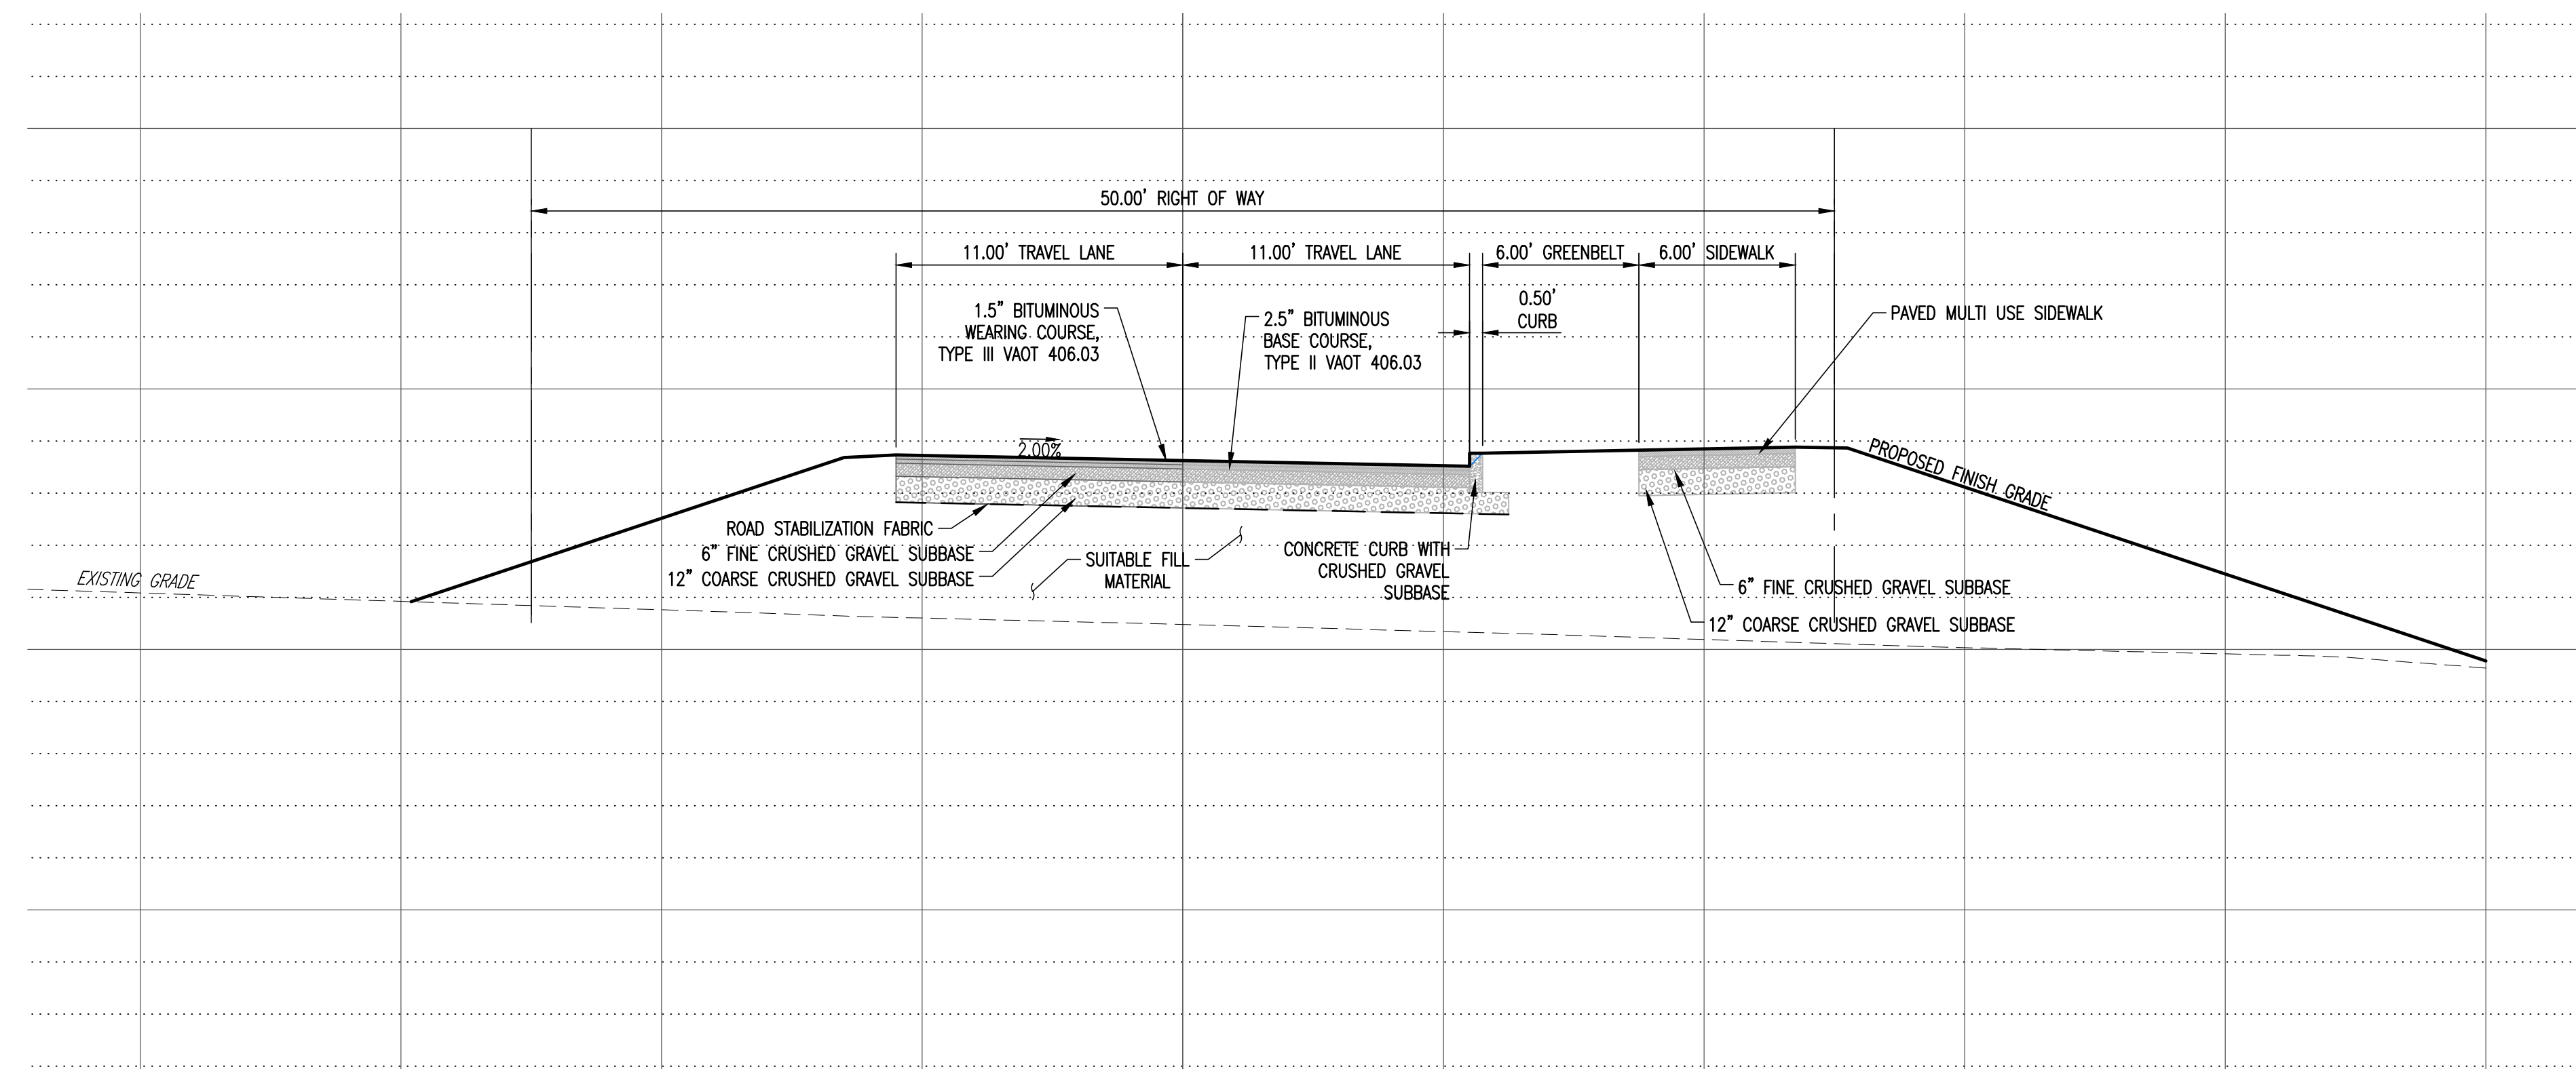 50.00' RIGHT OF WAY
11.00' TRAVEL LANE
11.00' TRAVEL LANE
6.00' GREENBELT
6.00' SIDEWALK
0.50'
CURB
1.5" BITUMINOUS
WEARING COURSE,
TYPE III VAOT 406.03
2.5" BITUMINOUS
BASE COURSE,
TYPE II VAOT 406.03
PAVED MULTI USE SIDEWALK
2.00%
PROPOSED FINISH GRADE
ROAD STABILIZATION FABRIC
6" FINE CRUSHED GRAVEL SUBBASE
12" COARSE CRUSHED GRAVEL SUBBASE
SUITABLE FILL
MATERIAL
CONCRETE CURB WITH
CRUSHED GRAVEL
SUBBASE
6" FINE CRUSHED GRAVEL SUBBASE
12" COARSE CRUSHED GRAVEL SUBBASE
EXISTING GRADE